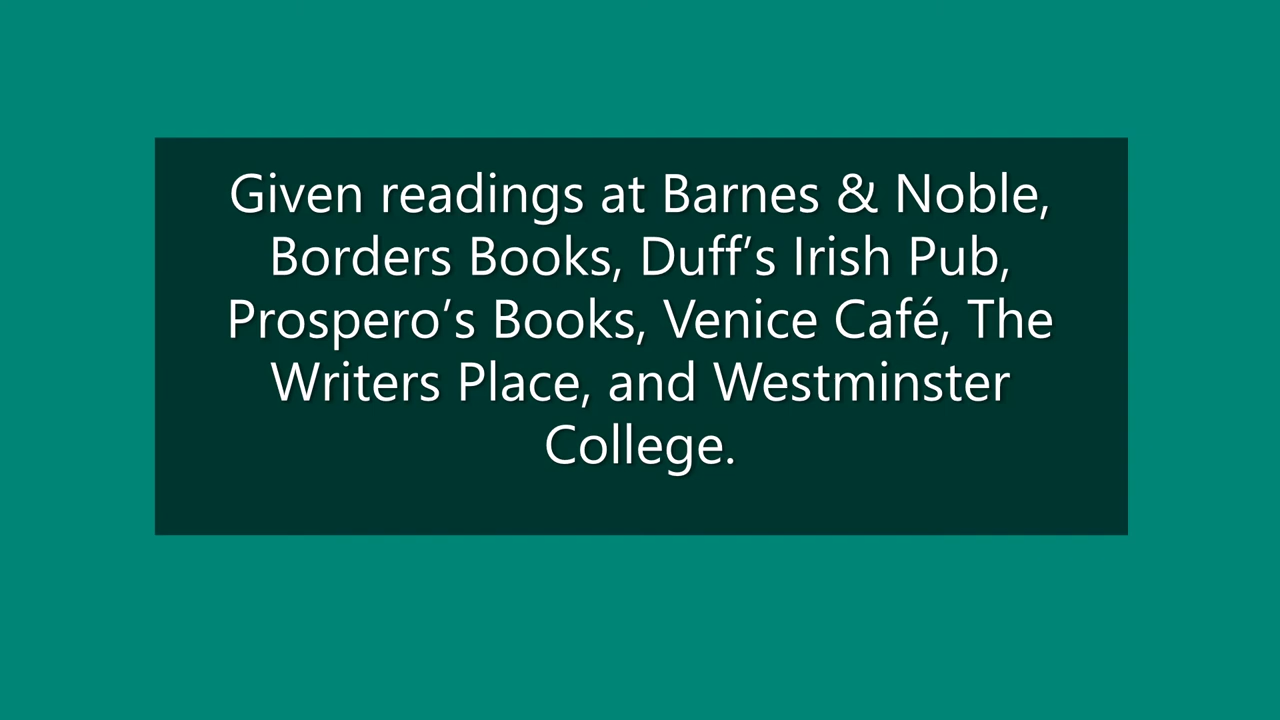 Given readings at Barnes & Noble,
Borders Books, Duff’s Irish Pub,
Prospero’s Books, Venice Café, The
Writers Place, and Westminster
College.